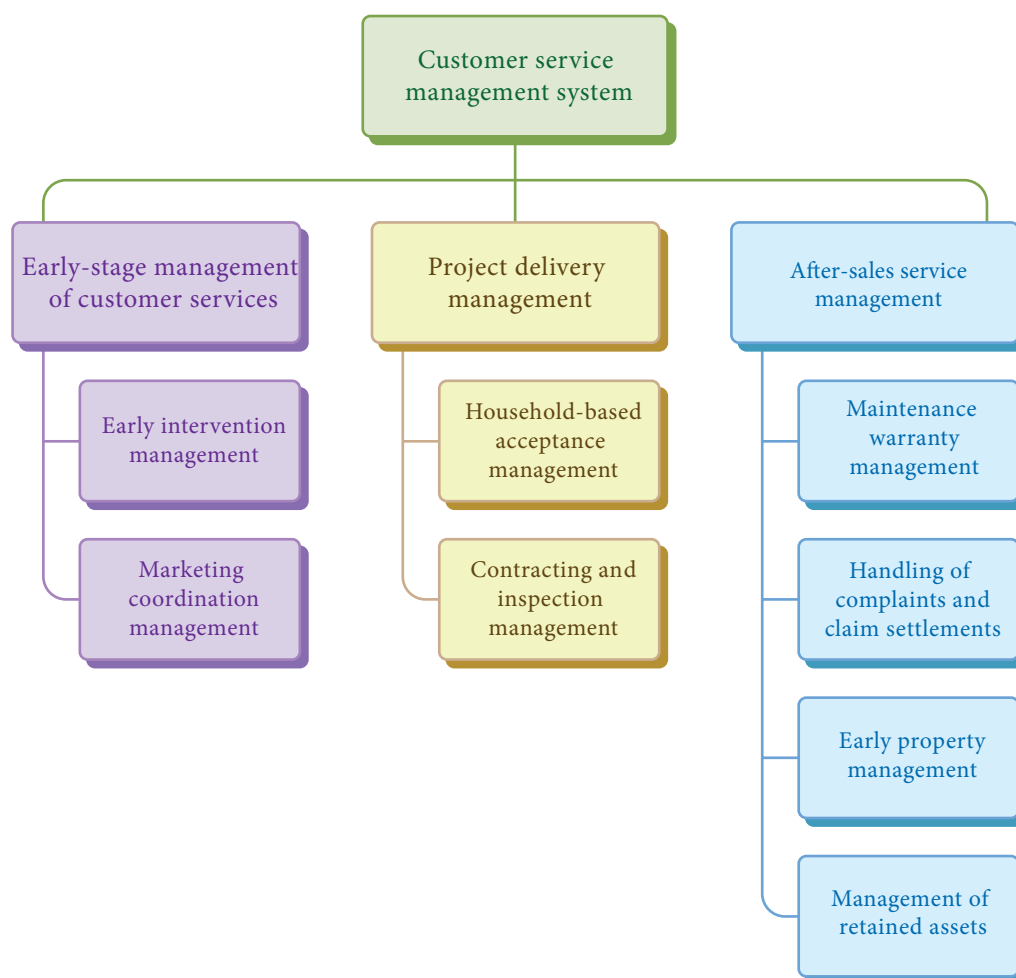 Customer service
management system
Early-stage management
of customer services
Early intervention
management
Marketing
coordination
management
Project delivery
management
Household-based
acceptance
management
Contracting and
inspection
management
After-sales service
management
Maintenance
warranty
management
Handling of
complaints and
claim settlements
Early property
management
Management of
retained assets